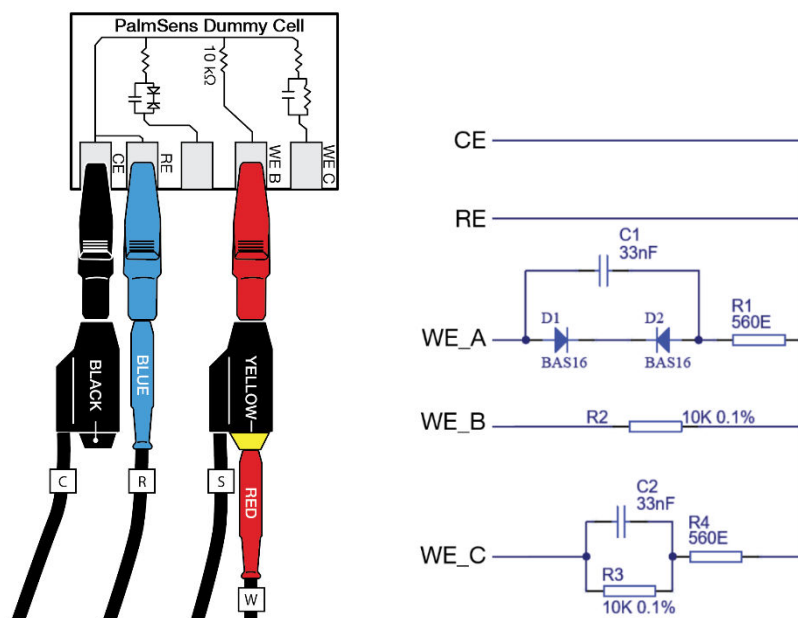 PalmSens Dummy Cell
10 kΩ
CE
RE
WE B
WE C
BLACK
BLUE
YELLOW
RED
C
R
S
W
CE
RE
C1
33nF
WE_A
D1
BAS16
D2
BAS16
R1
560E
WE_B
R2
10K 0.1%
C2
33nF
WE_C
R4
560E
R3
10K 0.1%